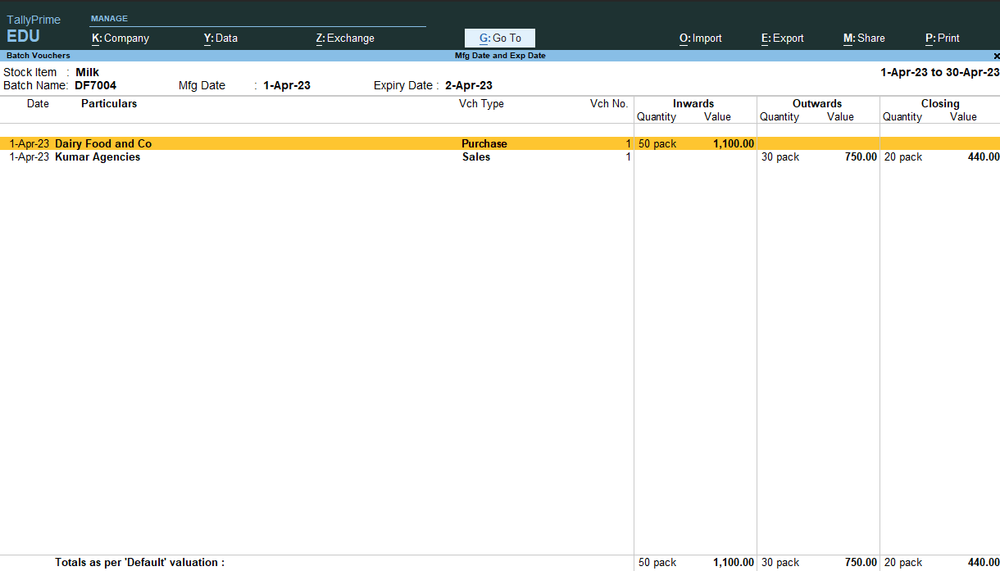 TallyPrime
EDU
MANAGE
K:Company Y:Data Z:Exchange G:Go To O:Import E:Export M:Share P:Print
Batch Vouchers Mfg Date and Exp Date x
Stock Item : Milk 1-Apr-23 to 30-Apr-23
Batch Name: DF7004 Mfg Date : 1-Apr-23 Expiry Date : 2-Apr-23
Date Particulars Vch Type Vch No. Inwards Outwards Closing
Quantity Value Quantity Value Quantity Value
1-Apr-23 Dairy Food and Co Purchase 1 50 pack 1,100.00
1-Apr-23 Kumar Agencies Sales 1 30 pack 750.00 20 pack 440.00
Totals as per 'Default' valuation : 50 pack 1,100.00 30 pack 750.00 20 pack 440.00